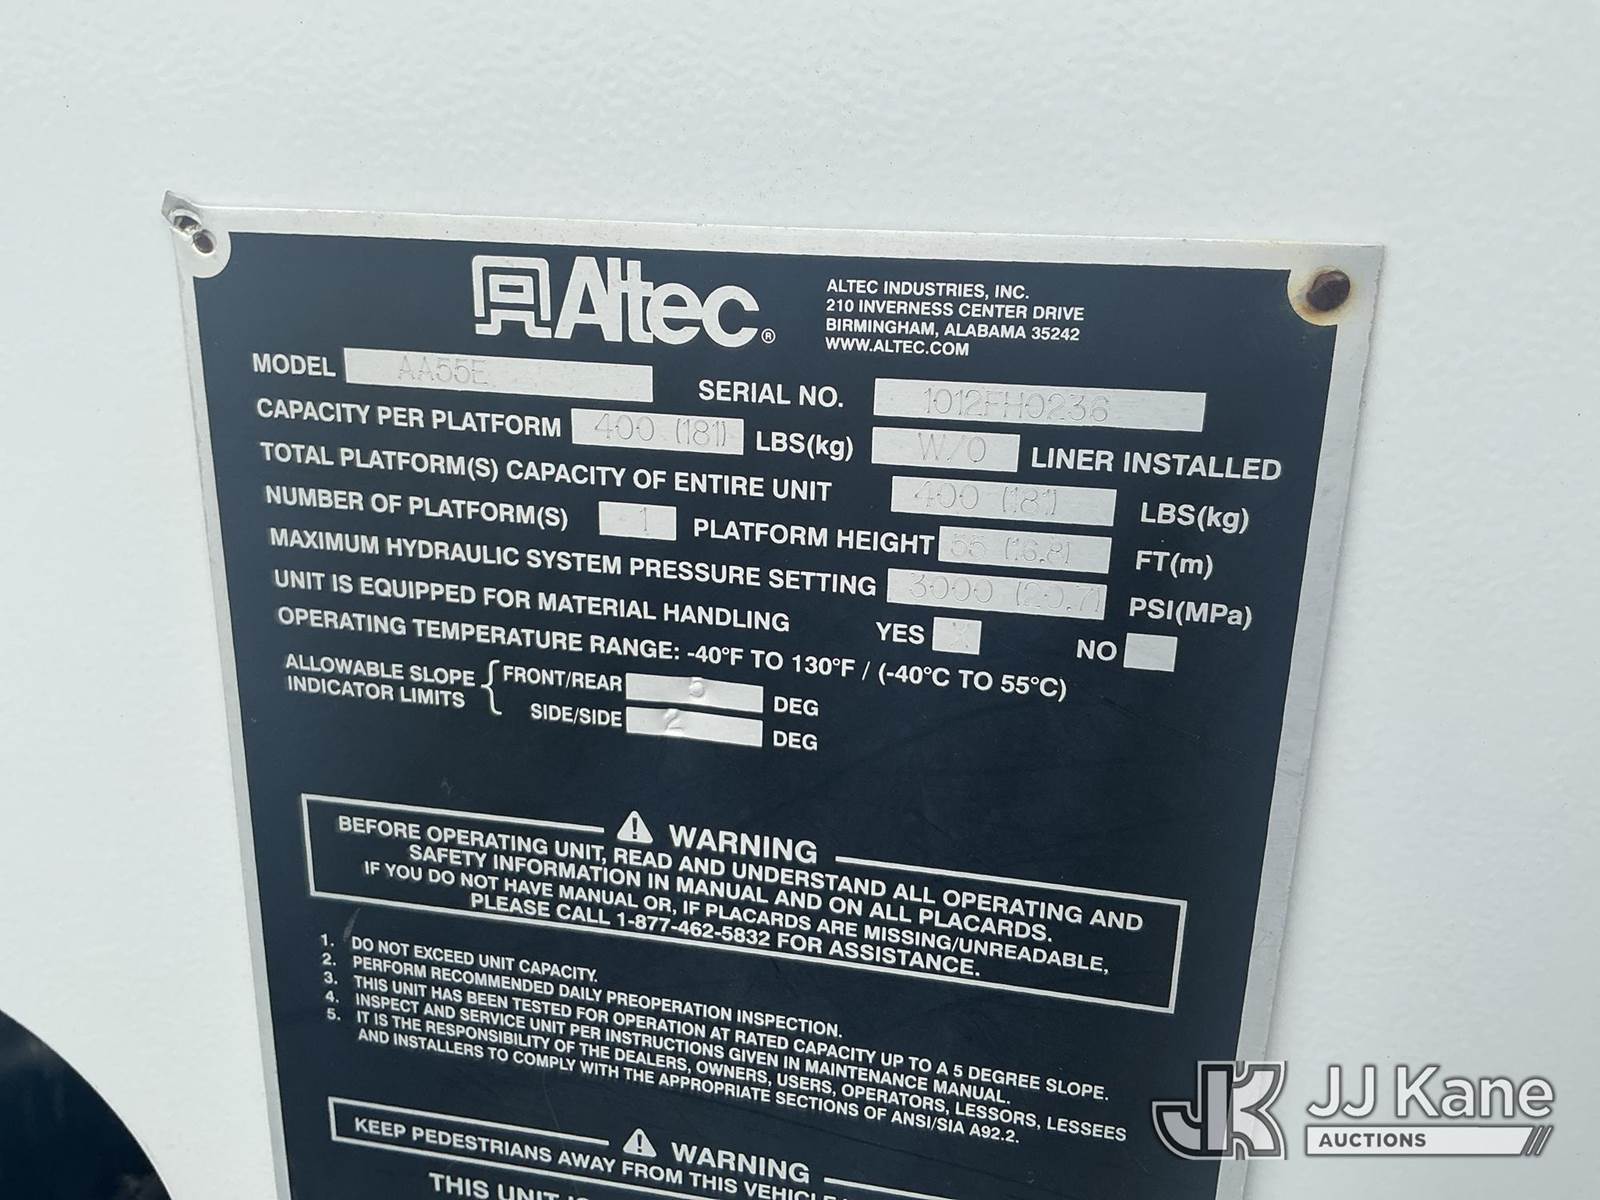 Altec®
ALTEC INDUSTRIES, INC.
210 INVERNESS CENTER DRIVE
BIRMINGHAM, ALABAMA 35242
WWW.ALTEC.COM
MODEL AA55E SERIAL NO. 1012FH0236
CAPACITY PER PLATFORM 400 (181) LBS(kg) W/O LINER INSTALLED
TOTAL PLATFORM(S) CAPACITY OF ENTIRE UNIT 400 (181) LBS(kg)
NUMBER OF PLATFORM(S) 1 PLATFORM HEIGHT 55 (16.8) FT(m)
MAXIMUM HYDRAULIC SYSTEM PRESSURE SETTING 3000 (20.7) PSI(MPa)
UNIT IS EQUIPPED FOR MATERIAL HANDLING YES X NO
OPERATING TEMPERATURE RANGE: -40°F TO 130°F / (-40°C TO 55°C)
ALLOWABLE SLOPE INDICATOR LIMITS { FRONT/REAR 5 DEG
SIDE/SIDE 2 DEG
⚠ WARNING
BEFORE OPERATING UNIT, READ AND UNDERSTAND ALL OPERATING AND
SAFETY INFORMATION IN MANUAL AND ON ALL PLACARDS.
IF YOU DO NOT HAVE MANUAL OR, IF PLACARDS ARE MISSING/UNREADABLE,
PLEASE CALL 1-877-462-5832 FOR ASSISTANCE.
1. DO NOT EXCEED UNIT CAPACITY.
2. PERFORM RECOMMENDED DAILY PREOPERATION INSPECTION.
3. THIS UNIT HAS BEEN TESTED FOR OPERATION AT RATED CAPACITY UP TO A 5 DEGREE SLOPE.
4. INSPECT AND SERVICE UNIT PER INSTRUCTIONS GIVEN IN MAINTENANCE MANUAL.
5. IT IS THE RESPONSIBILITY OF THE DEALERS, OWNERS, USERS, OPERATORS, LESSORS, LESSEES
AND INSTALLERS TO COMPLY WITH THE APPROPRIATE SECTIONS OF ANSI/SIA A92.2.
⚠ WARNING
KEEP PEDESTRIANS AWAY FROM THIS VEHICLE
THIS UNIT
JK JJ Kane
AUCTIONS